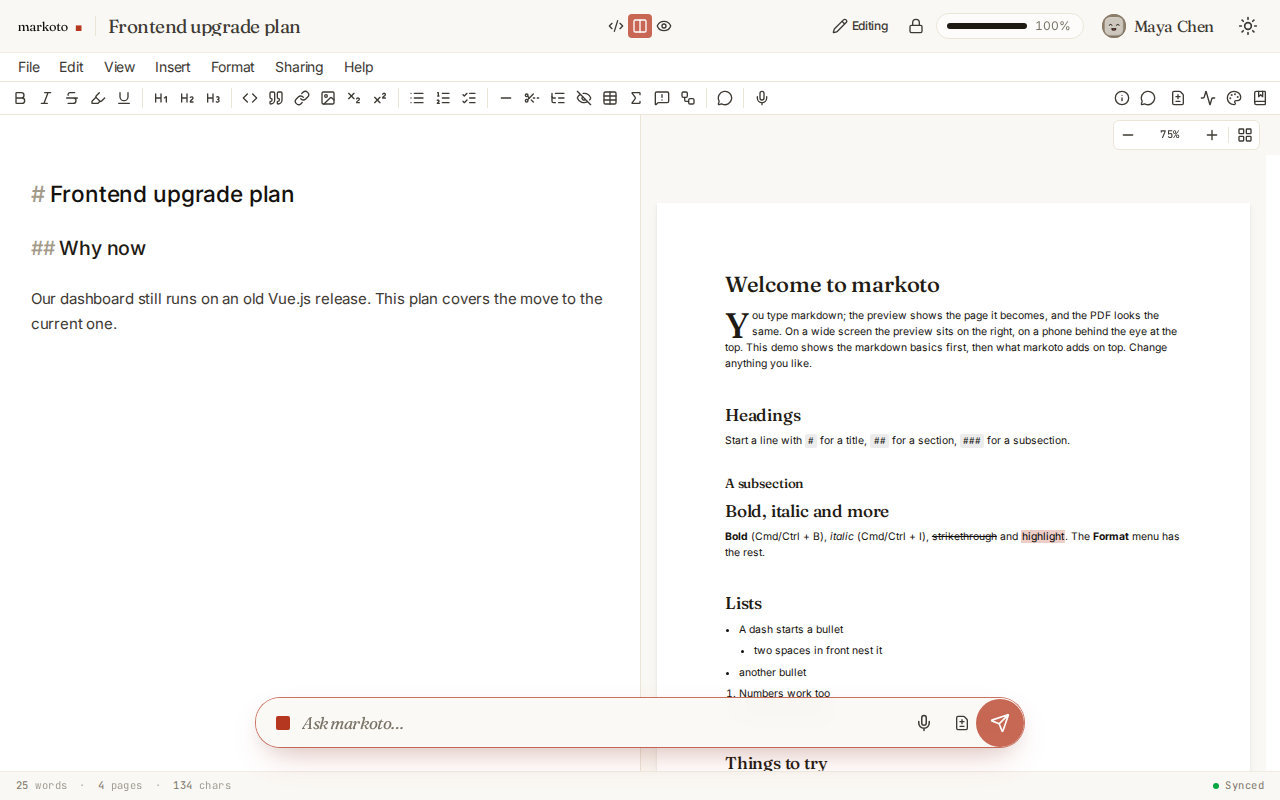 markoto
Frontend upgrade plan
Editing
100%
Maya Chen
File Edit View Insert Format Sharing Help
H1 H2 H3
75%
# Frontend upgrade plan
## Why now
Our dashboard still runs on an old Vue.js release. This plan covers the move to the
current one.
Welcome to markoto
You type markdown; the preview shows the page it becomes, and the PDF looks the
same. On a wide screen the preview sits on the right, on a phone behind the eye at the
top. This demo shows the markdown basics first, then what markoto adds on top. Change
anything you like.
Headings
Start a line with # for a title, ## for a section, ### for a subsection.
A subsection
Bold, italic and more
Bold (Cmd/Ctrl + B), italic (Cmd/Ctrl + I), strikethrough and highlight. The Format menu has
the rest.
Lists
• A dash starts a bullet
• two spaces in front nest it
• another bullet
1. Numbers work too
Things to try
Ask markoto...
25 words · 4 pages · 134 chars
Synced